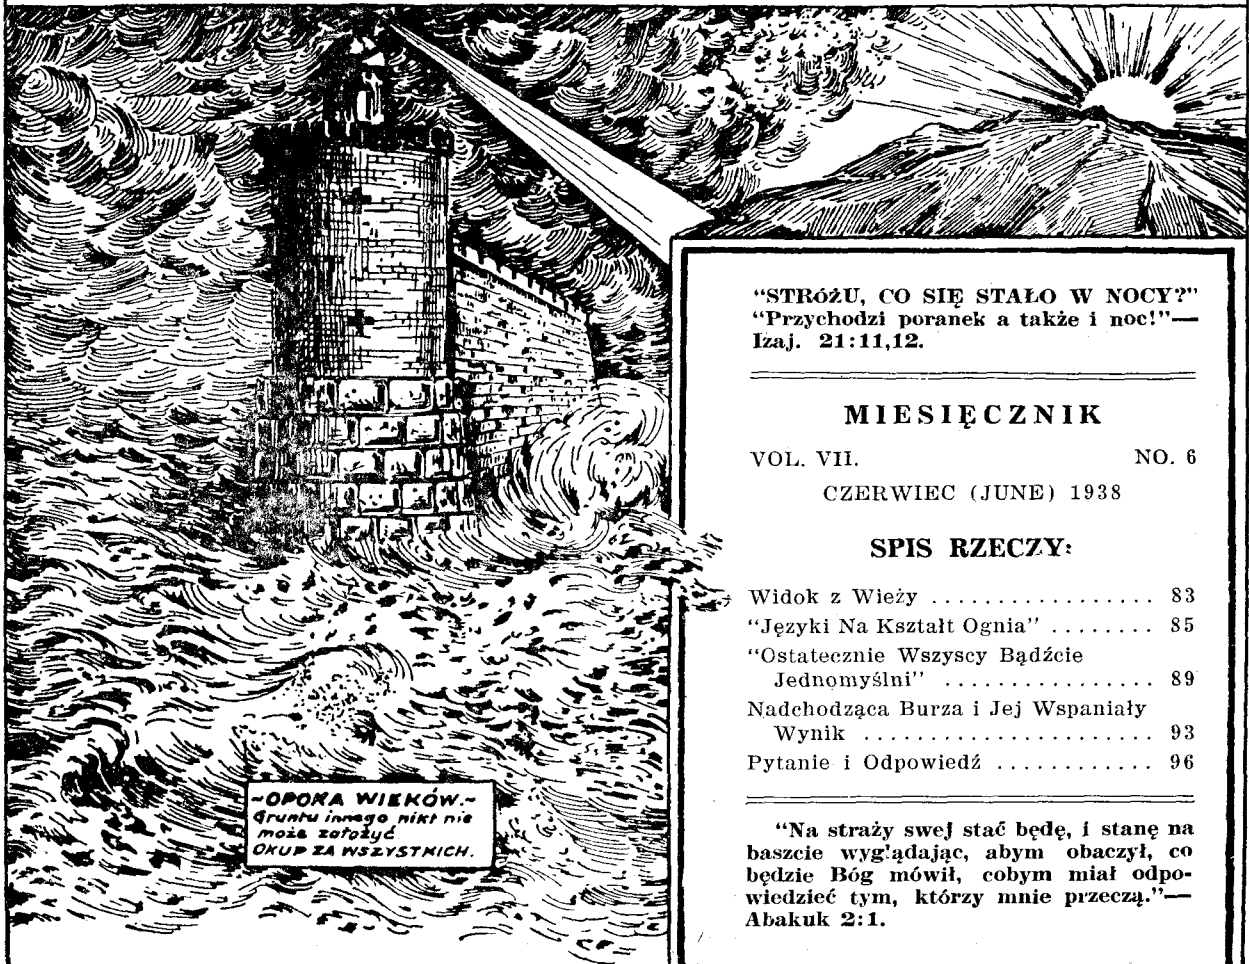 “STRÓŻU, CO SIĘ STAŁO W NOCY?”
“Przychodzi poranek a także i noc!”—
Izaj. 21:11,12.
MIESIĘCZNIK
VOL. VII. NO. 6
CZERWIEC (JUNE) 1938
SPIS RZECZY:
Widok z Wieży ................. 83
“Języki Na Kształt Ognia” ........ 85
“Ostatecznie Wszyscy Bądźcie
Jednomyślni” ................ 89
Nadchodząca Burza i Jej Wspaniały
Wynik ...................... 93
Pytanie i Odpowiedź ............ 96
“Na straży swej stać będę, i stanę na
baszcie wyglądając, abym obaczył, co
będzie Bóg mówił, cobym miał odpo-
wiedzieć tym, którzy mnie przeczą.”—
Abakuk 2:1.
~OPOKA WIEKÓW.~
Gruntu innego nikt nie
może założyć
OKUP ZA WSZYSTKICH.